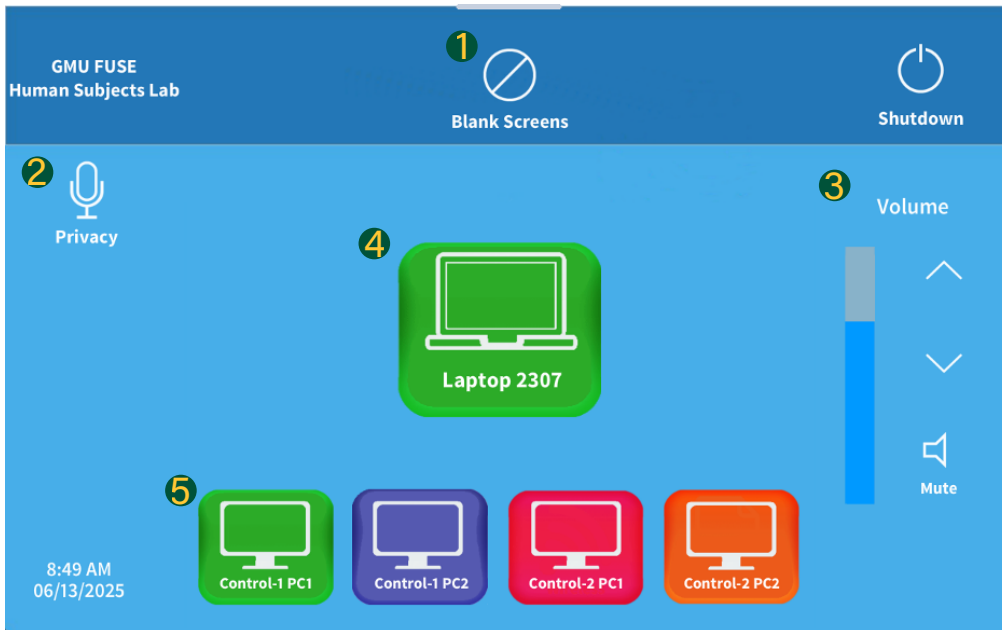 GMU FUSE
Human Subjects Lab
1
Blank Screens
Shutdown
2
Privacy
3
Volume
4
Laptop 2307
Mute
5
Control-1 PC1
Control-1 PC2
Control-2 PC1
Control-2 PC2
8:49 AM
06/13/2025